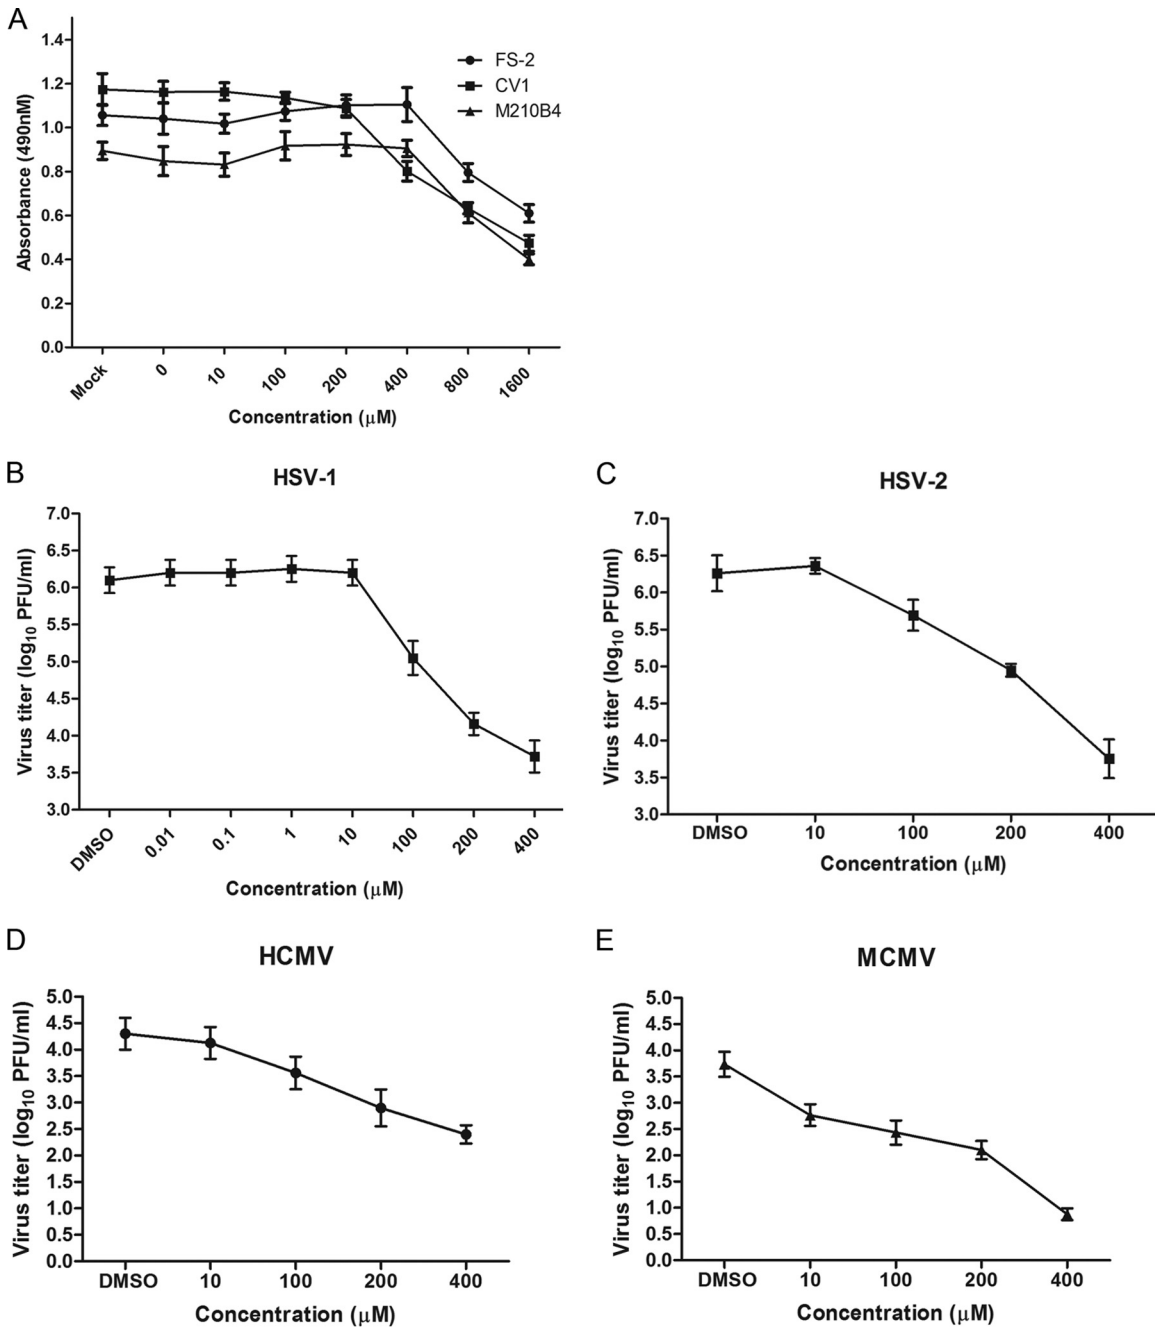 A
1.4
1.2
1.0
0.8
0.6
0.4
0.2
0.0
Absorbance (490nM)
FS-2
CV1
M210B4
Mock 0 10 100 200 400 800 1600
Concentration (μM)
B
HSV-1
7.0
6.5
6.0
5.5
5.0
4.5
4.0
3.5
3.0
Virus titer (log10 PFU/ml)
DMSO 0.01 0.1 1 10 100 200 400
Concentration (μM)
C
HSV-2
7.0
6.5
6.0
5.5
5.0
4.5
4.0
3.5
3.0
Virus titer (log10 PFU/ml)
DMSO 10 100 200 400
Concentration (μM)
D
HCMV
5.0
4.5
4.0
3.5
3.0
2.5
2.0
1.5
1.0
0.5
0.0
Virus titer (log10 PFU/ml)
DMSO 10 100 200 400
Concentration (μM)
E
MCMV
5.0
4.5
4.0
3.5
3.0
2.5
2.0
1.5
1.0
0.5
0.0
Virus titer (log10 PFU/ml)
DMSO 10 100 200 400
Concentration (μM)